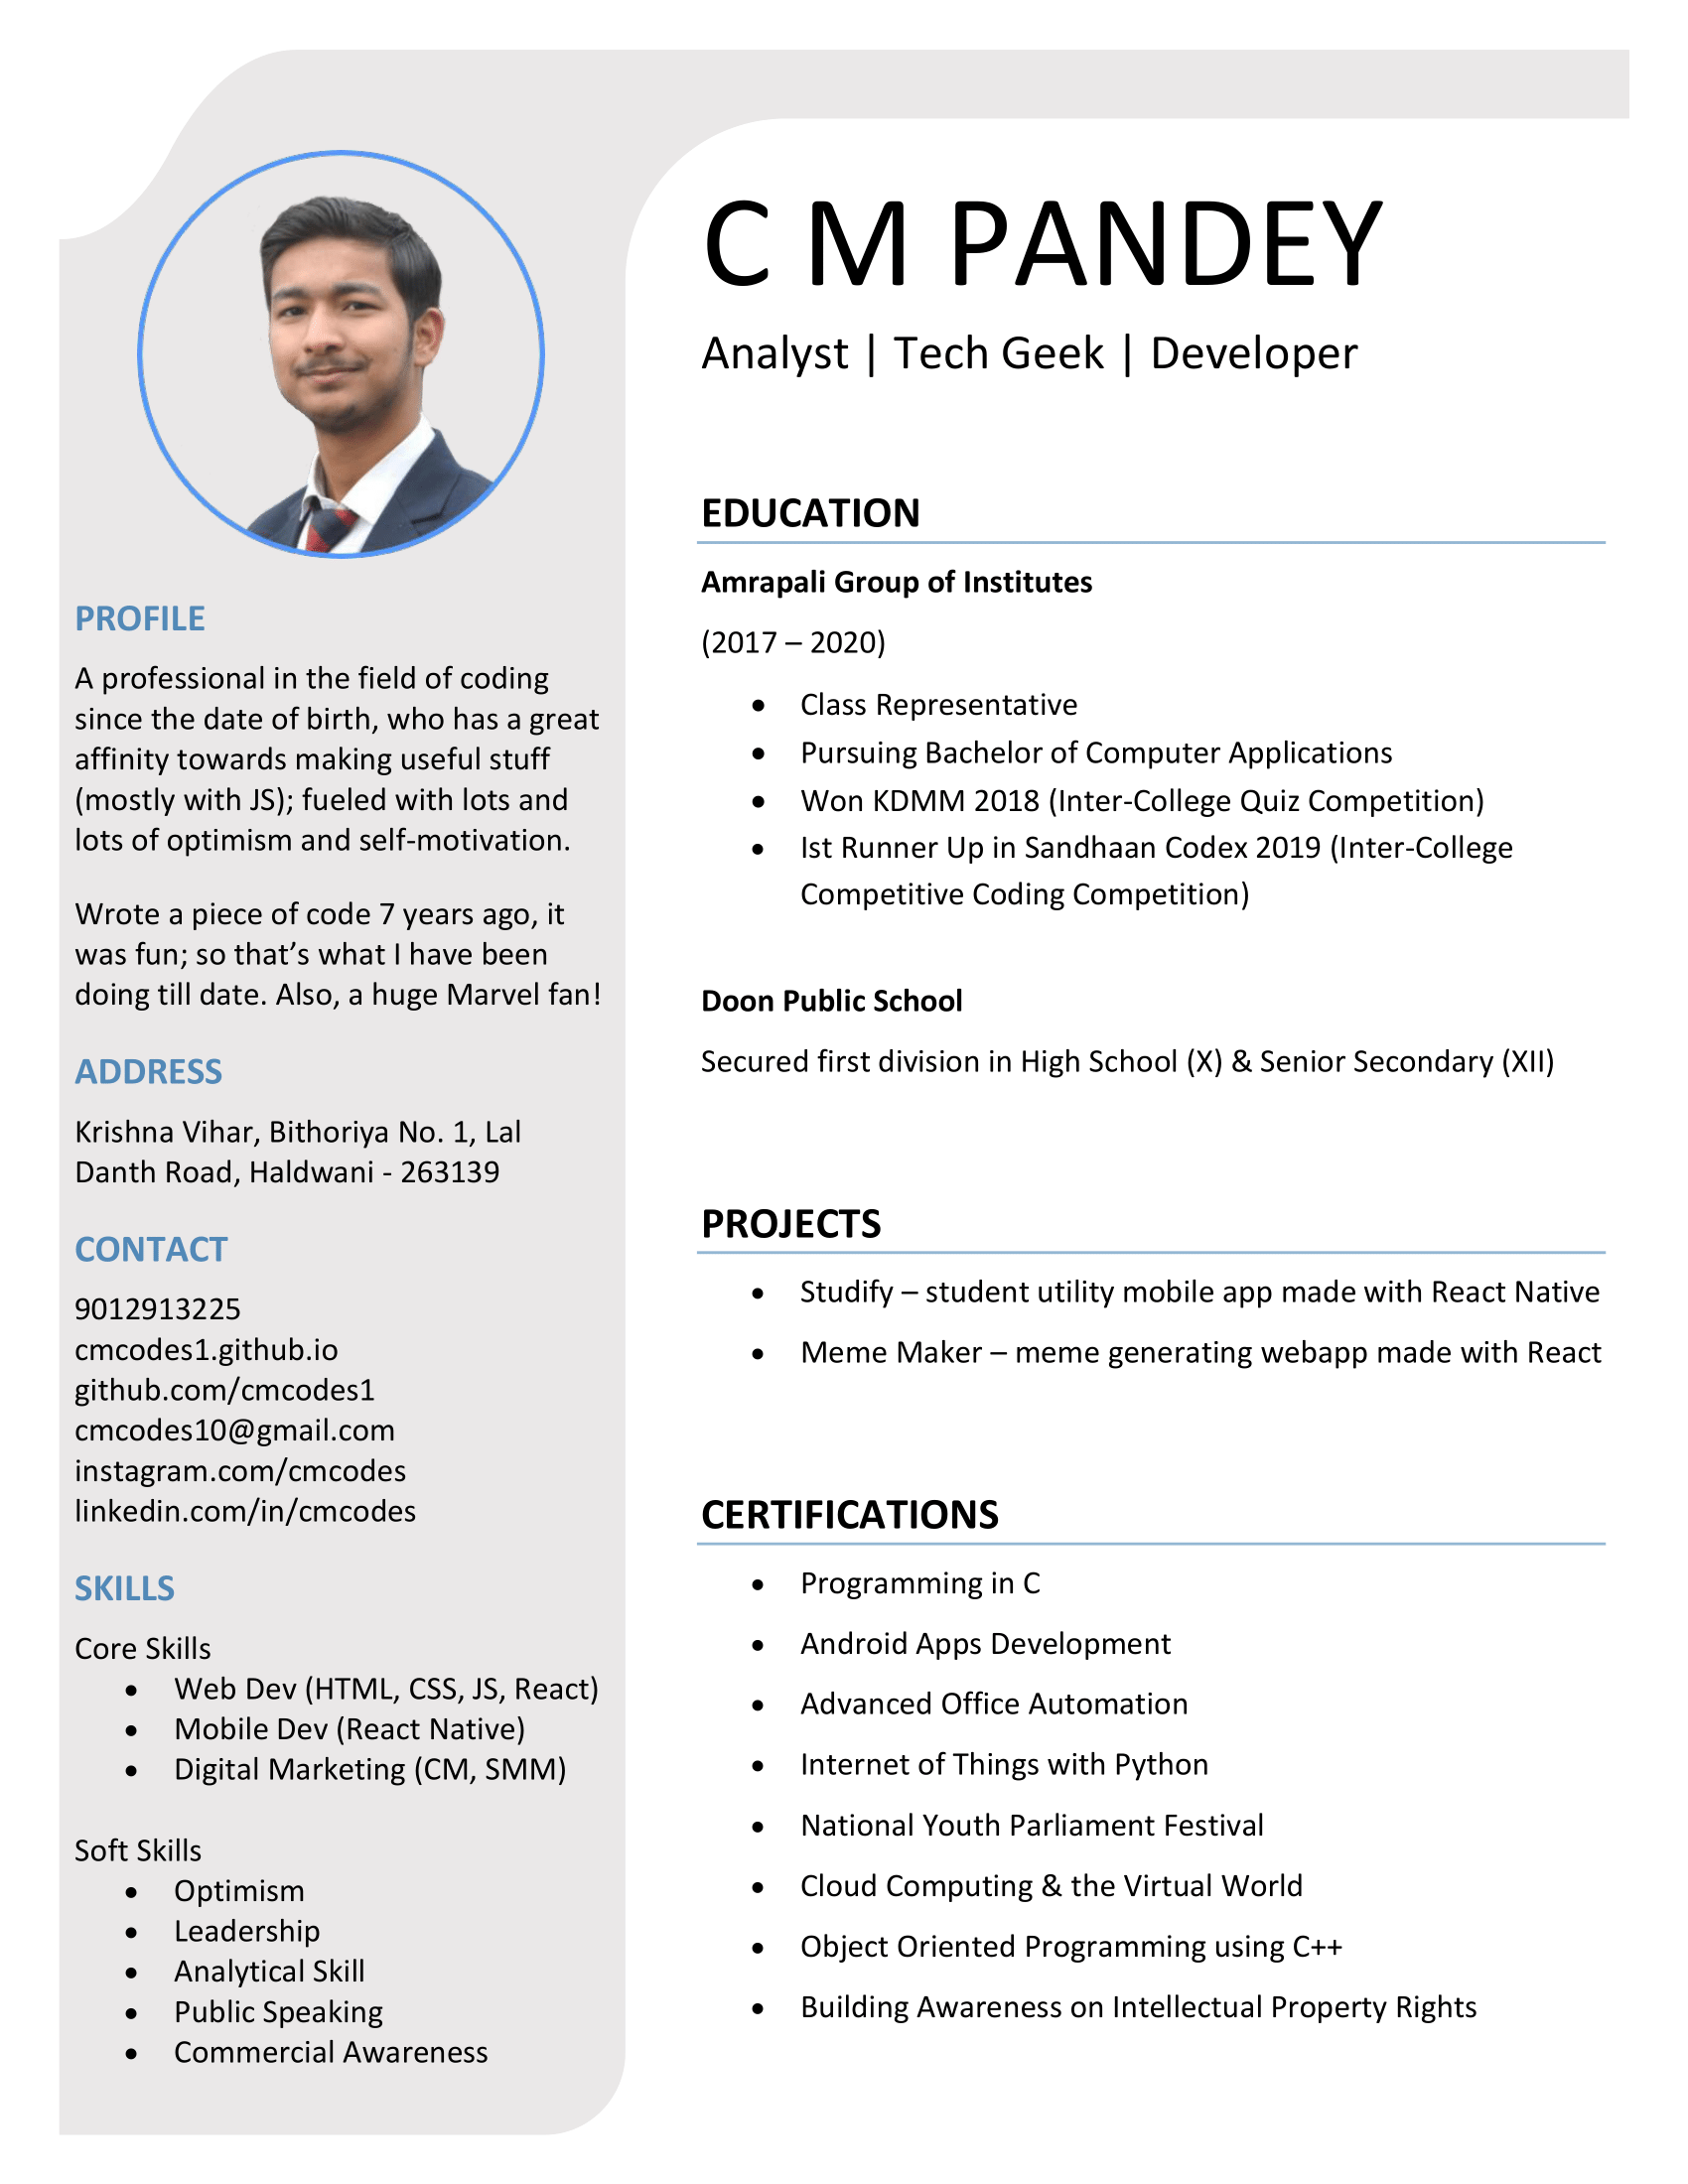 C M PANDEY
Analyst | Tech Geek | Developer
PROFILE
A professional in the field of coding
since the date of birth, who has a great
affinity towards making useful stuff
(mostly with JS); fueled with lots and
lots of optimism and self-motivation.
Wrote a piece of code 7 years ago, it
was fun; so that’s what I have been
doing till date. Also, a huge Marvel fan!
ADDRESS
Krishna Vihar, Bithoriya No. 1, Lal
Danth Road, Haldwani - 263139
CONTACT
9012913225
cmcodes1.github.io
github.com/cmcodes1
cmcodes10@gmail.com
instagram.com/cmcodes
linkedin.com/in/cmcodes
SKILLS
Core Skills
• Web Dev (HTML, CSS, JS, React)
• Mobile Dev (React Native)
• Digital Marketing (CM, SMM)
Soft Skills
• Optimism
• Leadership
• Analytical Skill
• Public Speaking
• Commercial Awareness
EDUCATION
Amrapali Group of Institutes
(2017 – 2020)
• Class Representative
• Pursuing Bachelor of Computer Applications
• Won KDMM 2018 (Inter-College Quiz Competition)
• Ist Runner Up in Sandhaan Codex 2019 (Inter-College
Competitive Coding Competition)
Doon Public School
Secured first division in High School (X) & Senior Secondary (XII)
PROJECTS
• Studify – student utility mobile app made with React Native
• Meme Maker – meme generating webapp made with React
CERTIFICATIONS
• Programming in C
• Android Apps Development
• Advanced Office Automation
• Internet of Things with Python
• National Youth Parliament Festival
• Cloud Computing & the Virtual World
• Object Oriented Programming using C++
• Building Awareness on Intellectual Property Rights